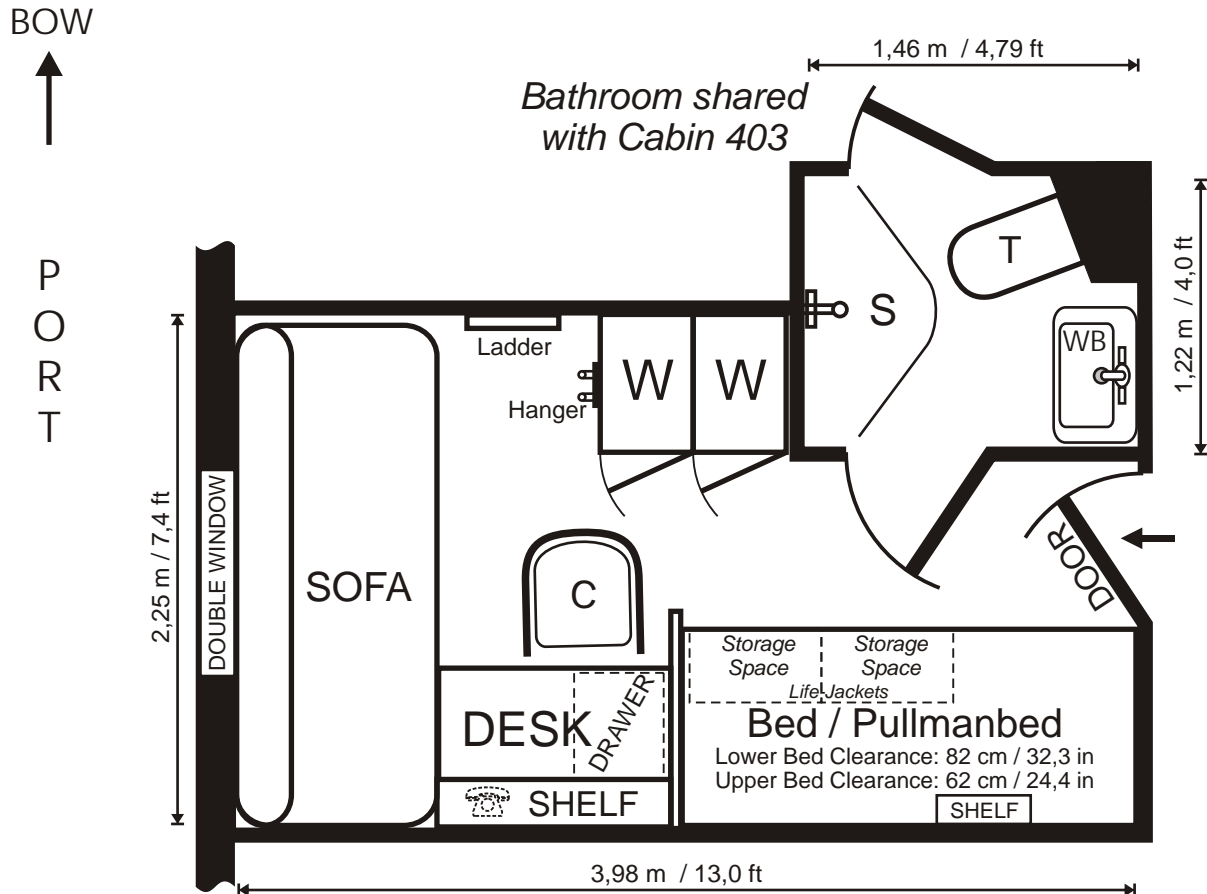 BOW
1,46 m / 4,79 ft
Bathroom shared
with Cabin 403
P
O
R
T
T
1,22 m / 4,0 ft
S
WB
Ladder
W
W
Hanger
2,25 m / 7,4 ft
DOUBLE WINDOW
SOFA
C
DOOR
Storage
Space
Storage
Space
Life-Jackets
DESK
DRAWER
Bed / Pullmanbed
Lower Bed Clearance: 82 cm / 32,3 in
Upper Bed Clearance: 62 cm / 24,4 in
SHELF
SHELF
3,98 m / 13,0 ft